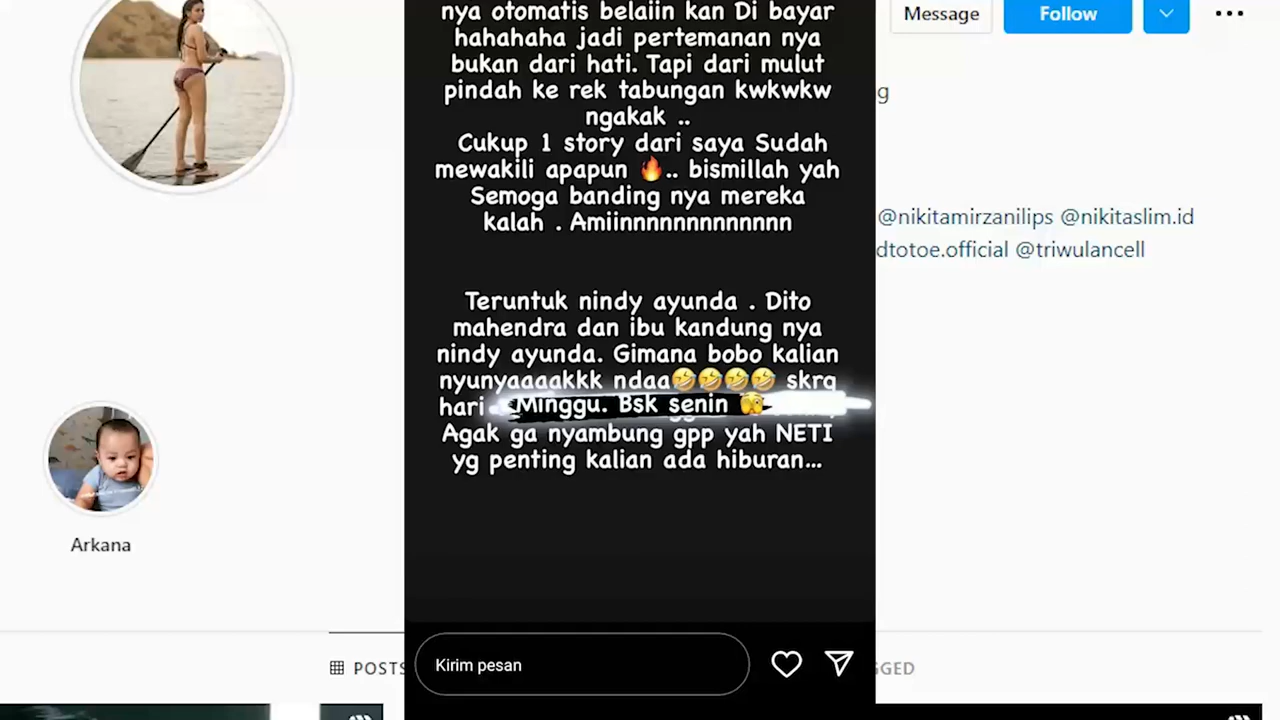 nya otomatis belaiin kan Di bayar
hahahaha jadi pertemanan nya
bukan dari hati. Tapi dari mulut
pindah ke rek tabungan kwkwkw
ngakak ..
Cukup 1 story dari saya Sudah
mewakili apapun 🔥.. bismillah yah
Semoga banding nya mereka
kalah . Amiinnnnnnnnnnnnn
Teruntuk nindy ayunda . Dito
mahendra dan ibu kandung nya
nindy ayunda. Gimana bobo kalian
nyunyaaaakkk ndaa🤣🤣🤣🤣 skrg
hari Minggu. Bsk senin 🫣
Agak ga nyambung gpp yah NETI
yg penting kalian ada hiburan...
Kirim pesan
Message
Follow
@nikitamirzanilips @nikitaslim.id
dtotoe.official @triwulancell
Arkana
POSTS
GGED